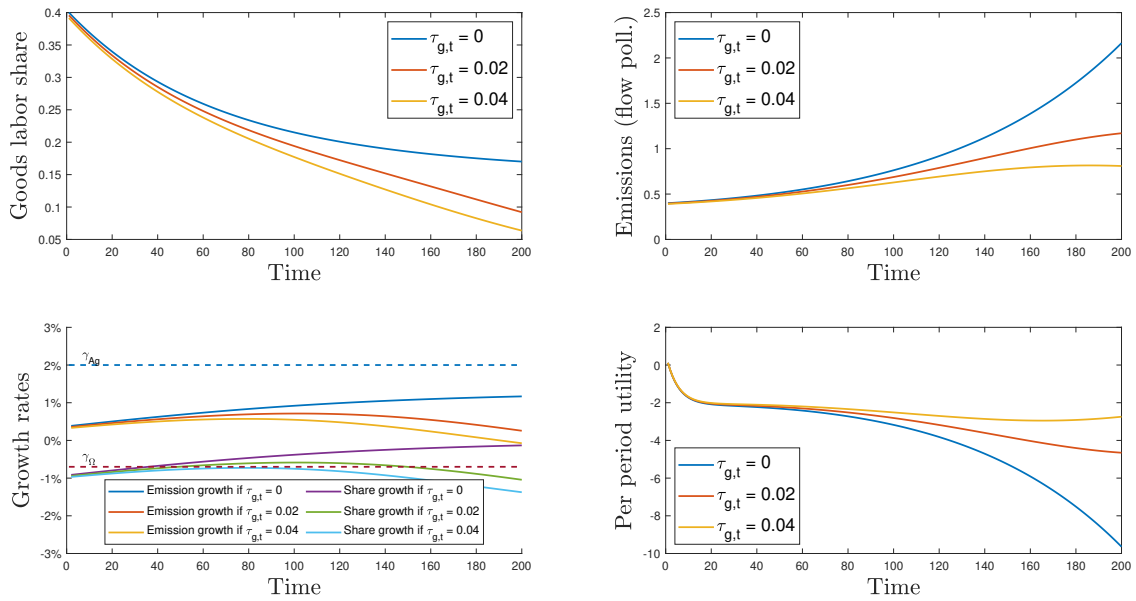 0.4
0.35
0.3
0.25
0.2
0.15
0.1
0.05
Goods labor share
τg,t = 0
τg,t = 0.02
τg,t = 0.04
0 20 40 60 80 100 120 140 160 180 200
Time
2.5
2
1.5
1
0.5
0
Emissions (flow poll.)
τg,t = 0
τg,t = 0.02
τg,t = 0.04
0 20 40 60 80 100 120 140 160 180 200
Time
3%
2%
1%
0%
-1%
-2%
-3%
Growth rates
γAg
γΩ
Emission growth if τg,t = 0
Emission growth if τg,t = 0.02
Emission growth if τg,t = 0.04
Share growth if τg,t = 0
Share growth if τg,t = 0.02
Share growth if τg,t = 0.04
0 20 40 60 80 100 120 140 160 180 200
Time
2
0
-2
-4
-6
-8
-10
Per period utility
τg,t = 0
τg,t = 0.02
τg,t = 0.04
0 20 40 60 80 100 120 140 160 180 200
Time